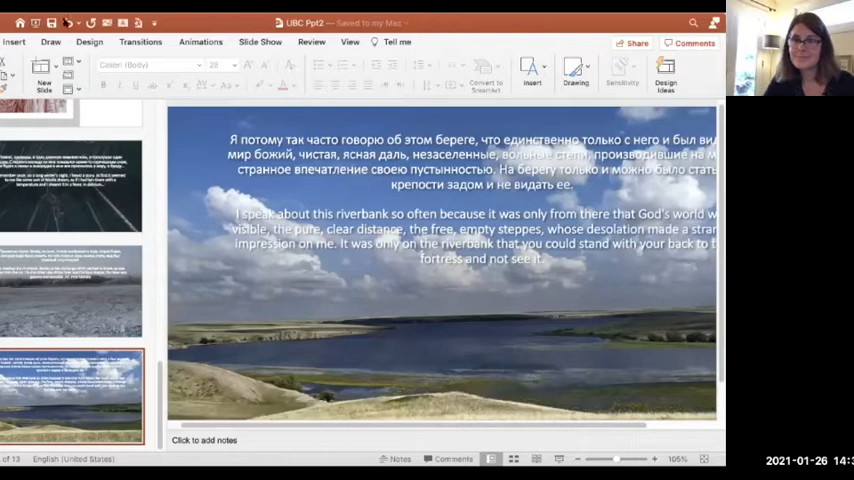 UBC Ppt2 — Saved to my Mac
Insert Draw Design Transitions Animations Slide Show Review View Tell me
Share Comments
Calibri (Body) 28
New Slide
Convert to SmartArt
Insert Drawing Sensitivity Design Ideas
Я потому так часто говорю об этом береге, что единственно только с него и был вид
мир божий, чистая, ясная даль, незаселенные, вольные степи, производившие на м
странное впечатление своею пустынностью. На берегу только и можно было стать
крепости задом и не видать ее.
I speak about this riverbank so often because it was only from there that God's world w
visible, the pure, clear distance, the free, empty steppes, whose desolation made a stran
impression on me. It was only on the riverbank that you could stand with your back to t
fortress and not see it.
Click to add notes
of 13 English (United States)
Notes Comments
105%
2021-01-26 14:3